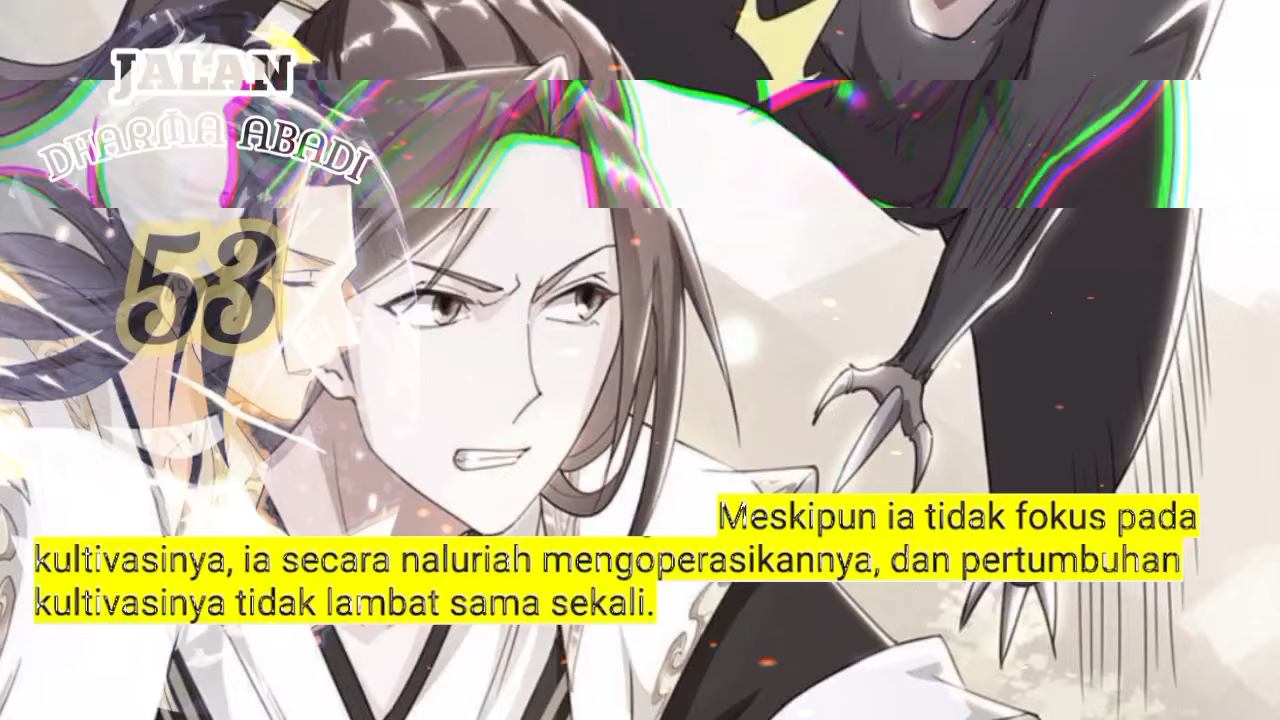 JALAN
DHARMA ABADI
53
Meskipun ia tidak fokus pada
kultivasinya, ia secara naluriah mengoperasikannya, dan pertumbuhan
kultivasinya tidak lambat sama sekali.